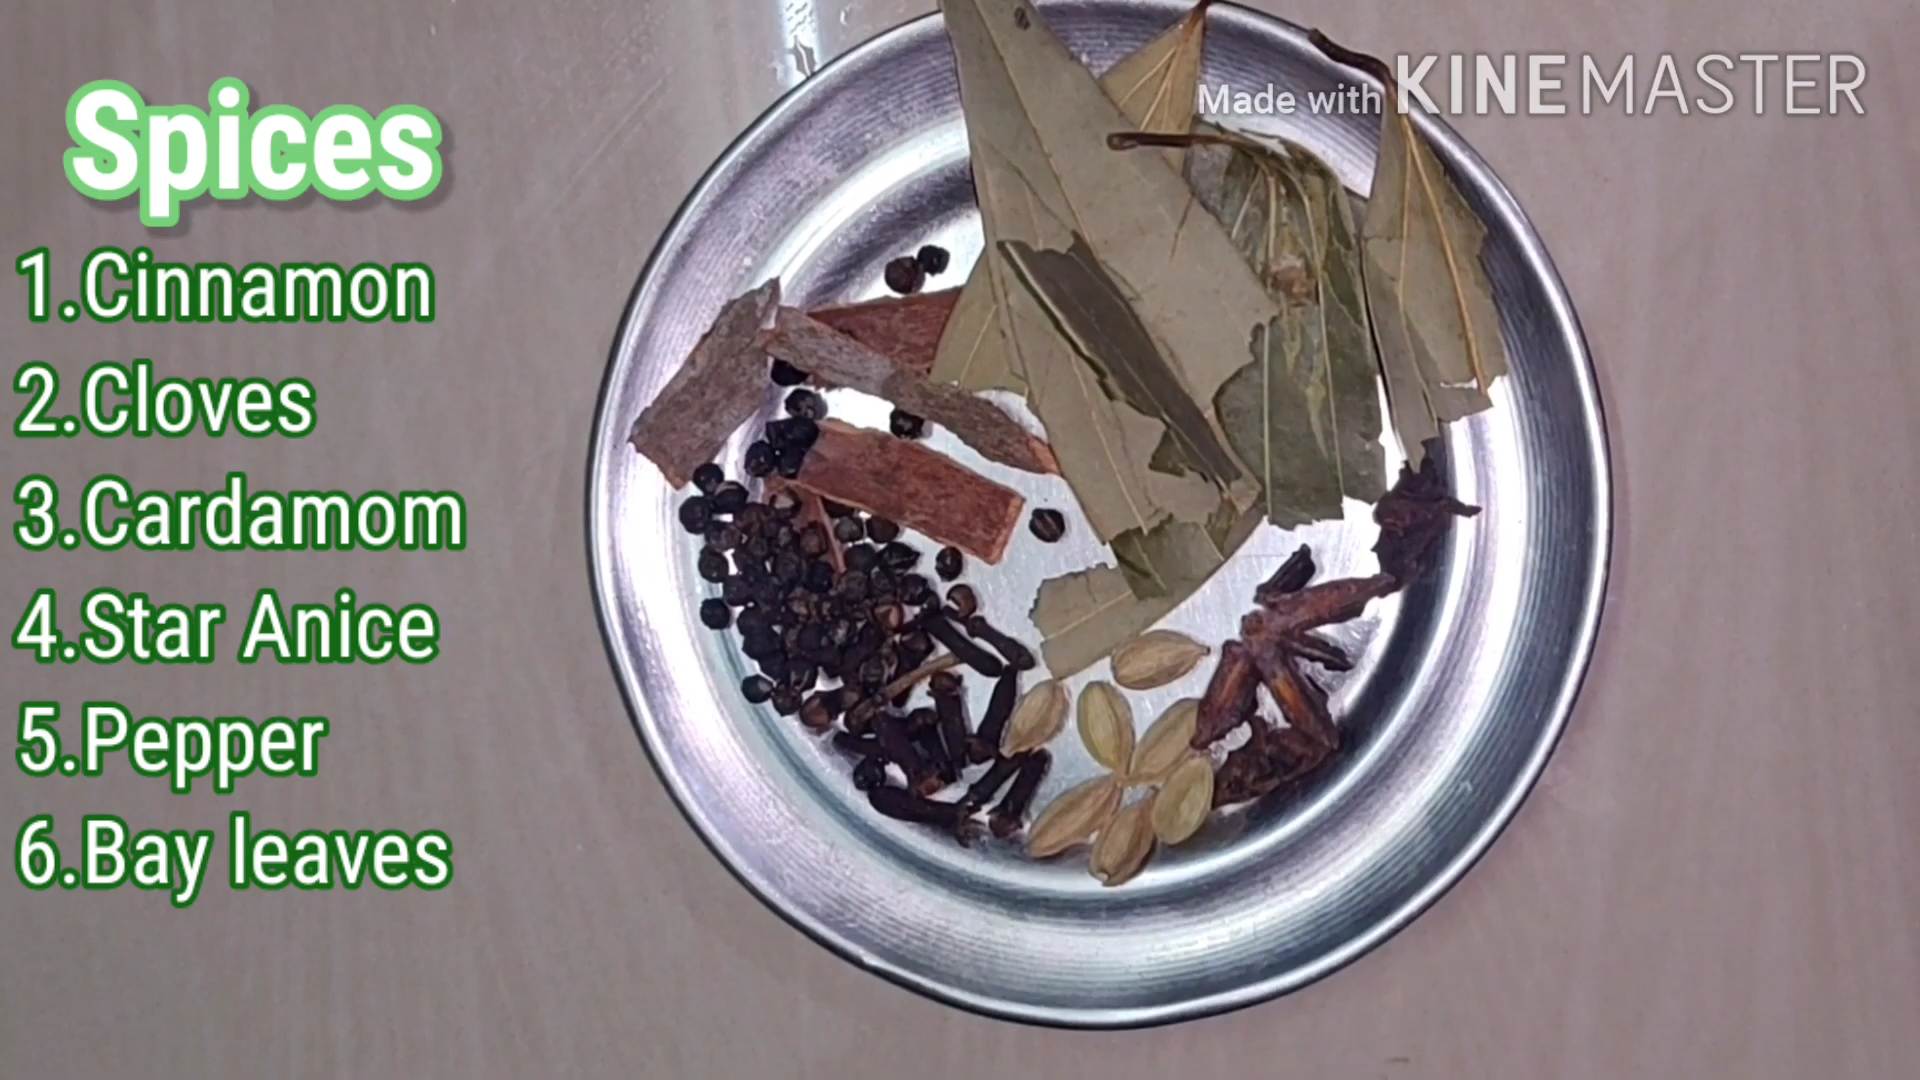 Made with KINEMASTER
Spices
1.Cinnamon
2.Cloves
3.Cardamom
4.Star Anice
5.Pepper
6.Bay leaves